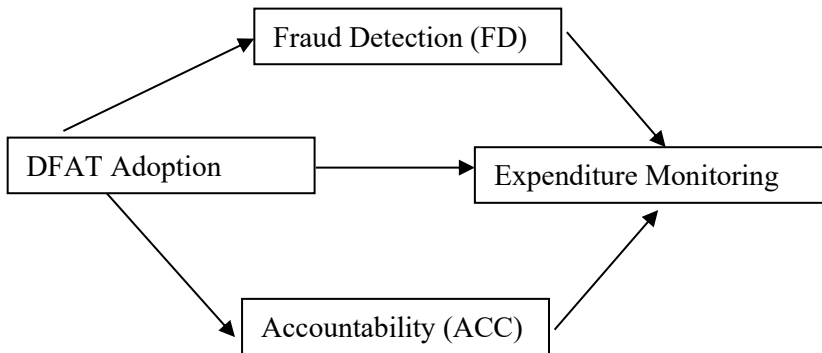 Fraud Detection (FD)
DFAT Adoption
Expenditure Monitoring
Accountability (ACC)